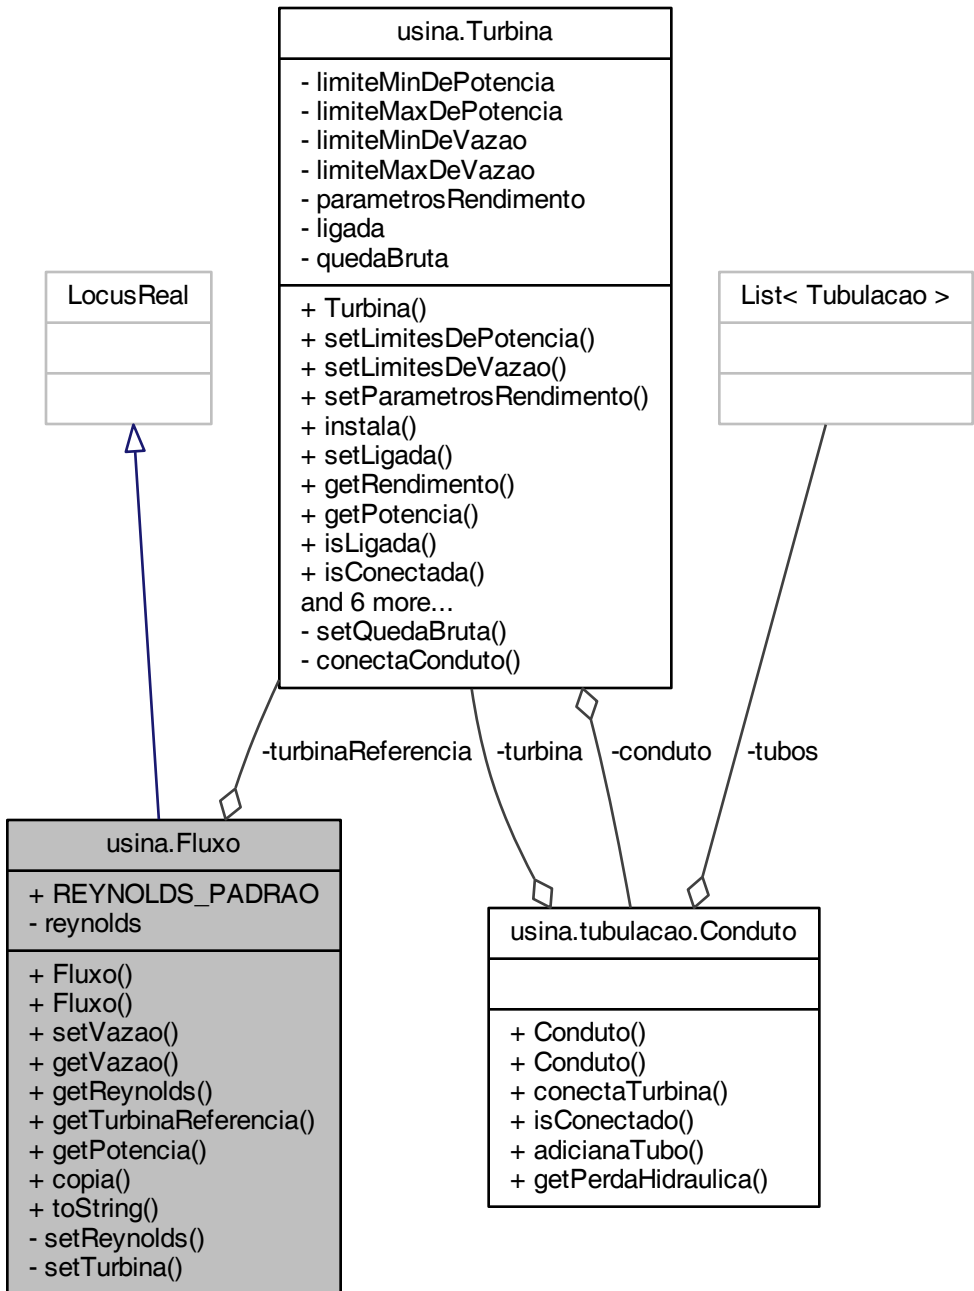 usina.Turbina
- limiteMinDePotencia
- limiteMaxDePotencia
- limiteMinDeVazao
- limiteMaxDeVazao
- parametrosRendimento
- ligada
- quedaBruta
+ Turbina()
+ setLimitesDePotencia()
+ setLimitesDeVazao()
+ setParametrosRendimento()
+ instala()
+ setLigada()
+ getRendimento()
+ getPotencia()
+ isLigada()
+ isConectada()
and 6 more...
- setQuedaBruta()
- conectaConduto()
LocusReal
List< Tubulacao >
-turbinaReferencia
-turbina
-conduto
-tubos
usina.Fluxo
+ REYNOLDS_PADRAO
- reynolds
+ Fluxo()
+ Fluxo()
+ setVazao()
+ getVazao()
+ getReynolds()
+ getTurbinaReferencia()
+ getPotencia()
+ copia()
+ toString()
- setReynolds()
- setTurbina()
usina.tubulacao.Conduto
+ Conduto()
+ Conduto()
+ conectaTurbina()
+ isConectado()
+ adicianaTubo()
+ getPerdaHidraulica()